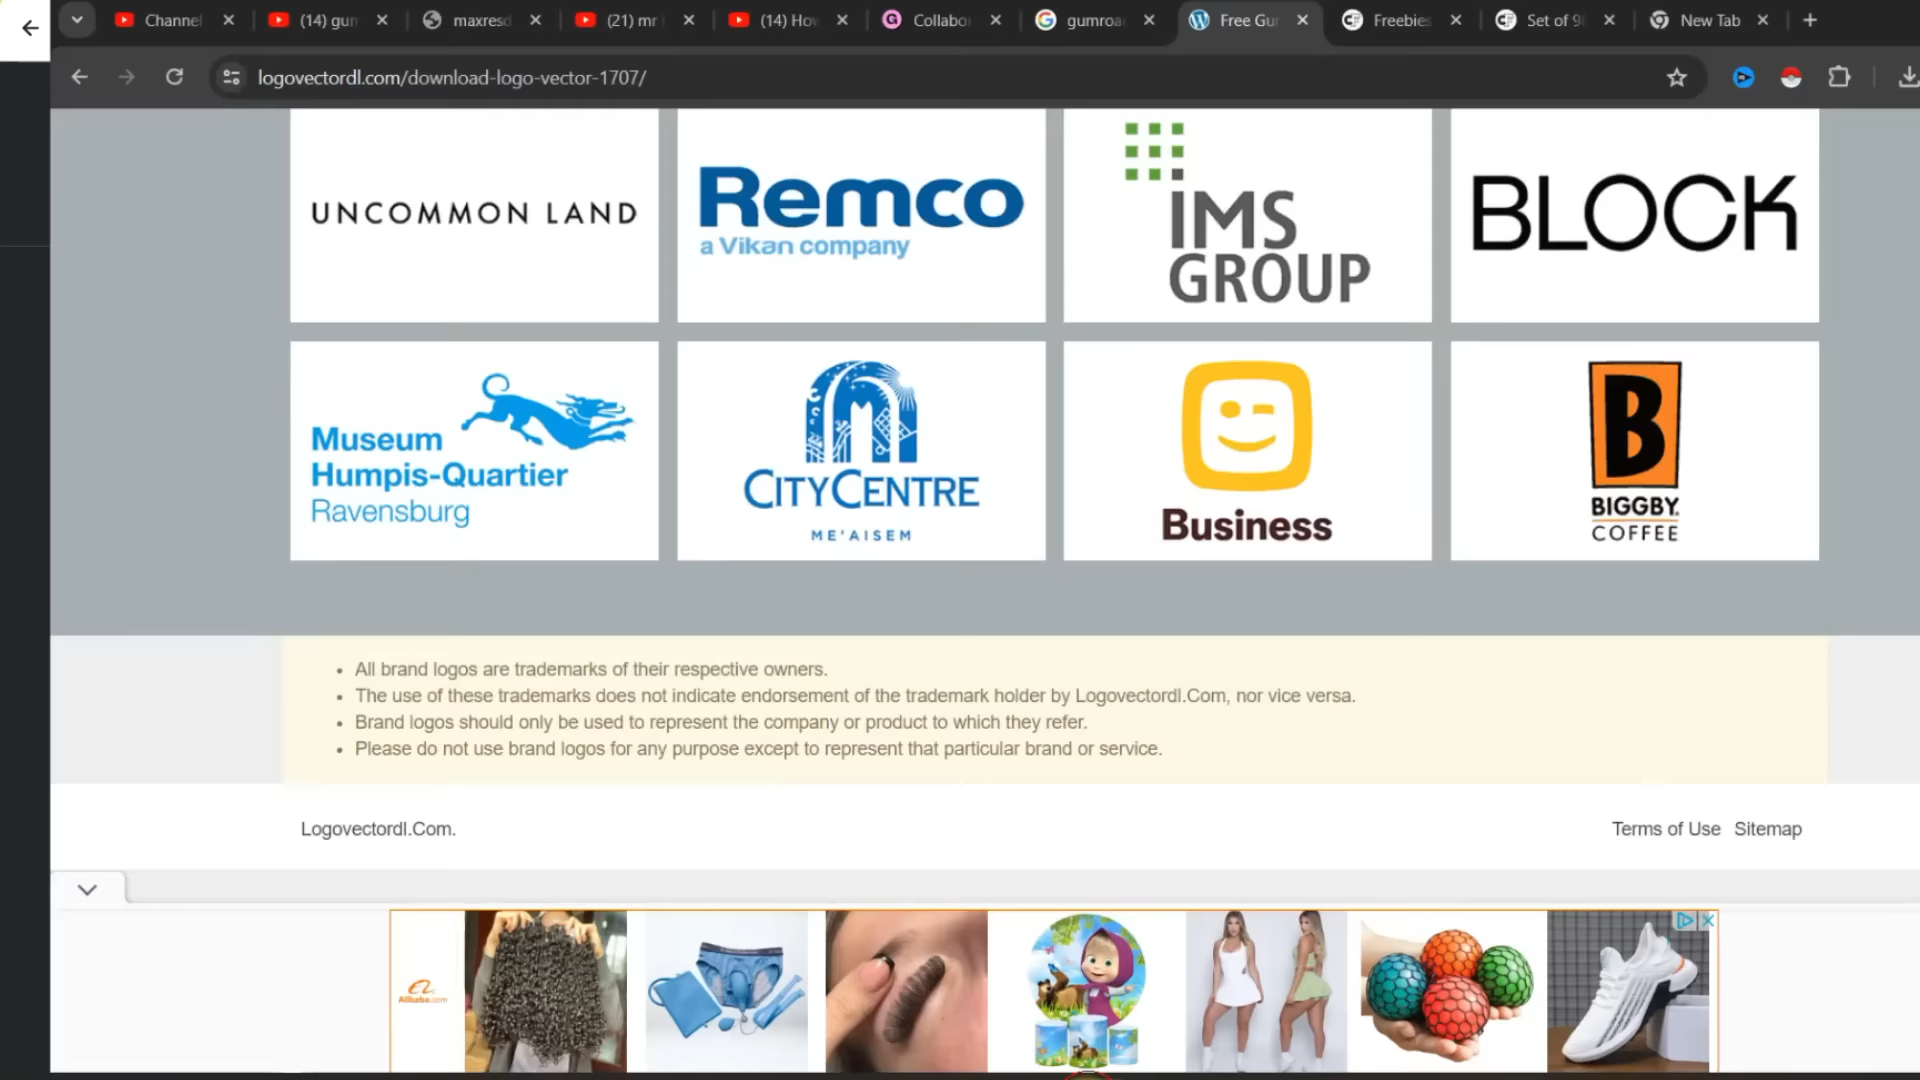 Channel
(14) gum
maxresd
(21) mr
(14) How
Collabo
gumroa
Free Gu
Freebies
Set of 9
New Tab
logovectordl.com/download-logo-vector-1707/
UNCOMMON LAND
Remco
a Vikan company
IMS
GROUP
BLOCK
Museum
Humpis-Quartier
Ravensburg
CITYCENTRE
ME'AISEM
Business
B
BIGGBY.
COFFEE
All brand logos are trademarks of their respective owners.
The use of these trademarks does not indicate endorsement of the trademark holder by Logovectordl.Com, nor vice versa.
Brand logos should only be used to represent the company or product to which they refer.
Please do not use brand logos for any purpose except to represent that particular brand or service.
Logovectordl.Com.
Terms of Use Sitemap
Alibaba.com